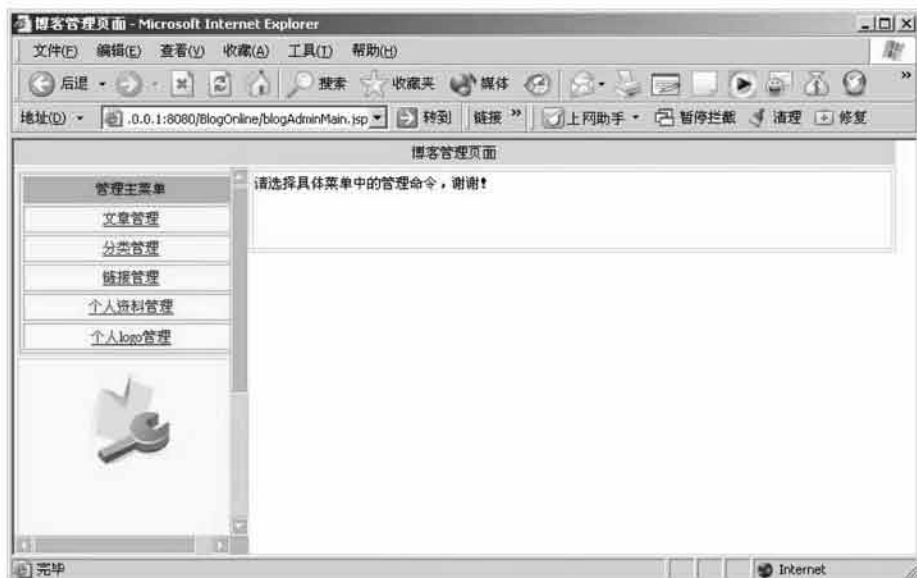 博客管理页面 - Microsoft Internet Explorer
文件(F) 编辑(E) 查看(V) 收藏(A) 工具(T) 帮助(H)
后退 搜索 收藏夹 媒体 »
地址(D) .0.0.1:8080/BlogOnline/blogAdminMain.jsp 转到 链接 » 上网助手 暂停拦截 清理 修复
博客管理页面
管理主菜单
文章管理
分类管理
链接管理
个人资料管理
个人logo管理
请选择具体菜单中的管理命令，谢谢！
完毕 Internet